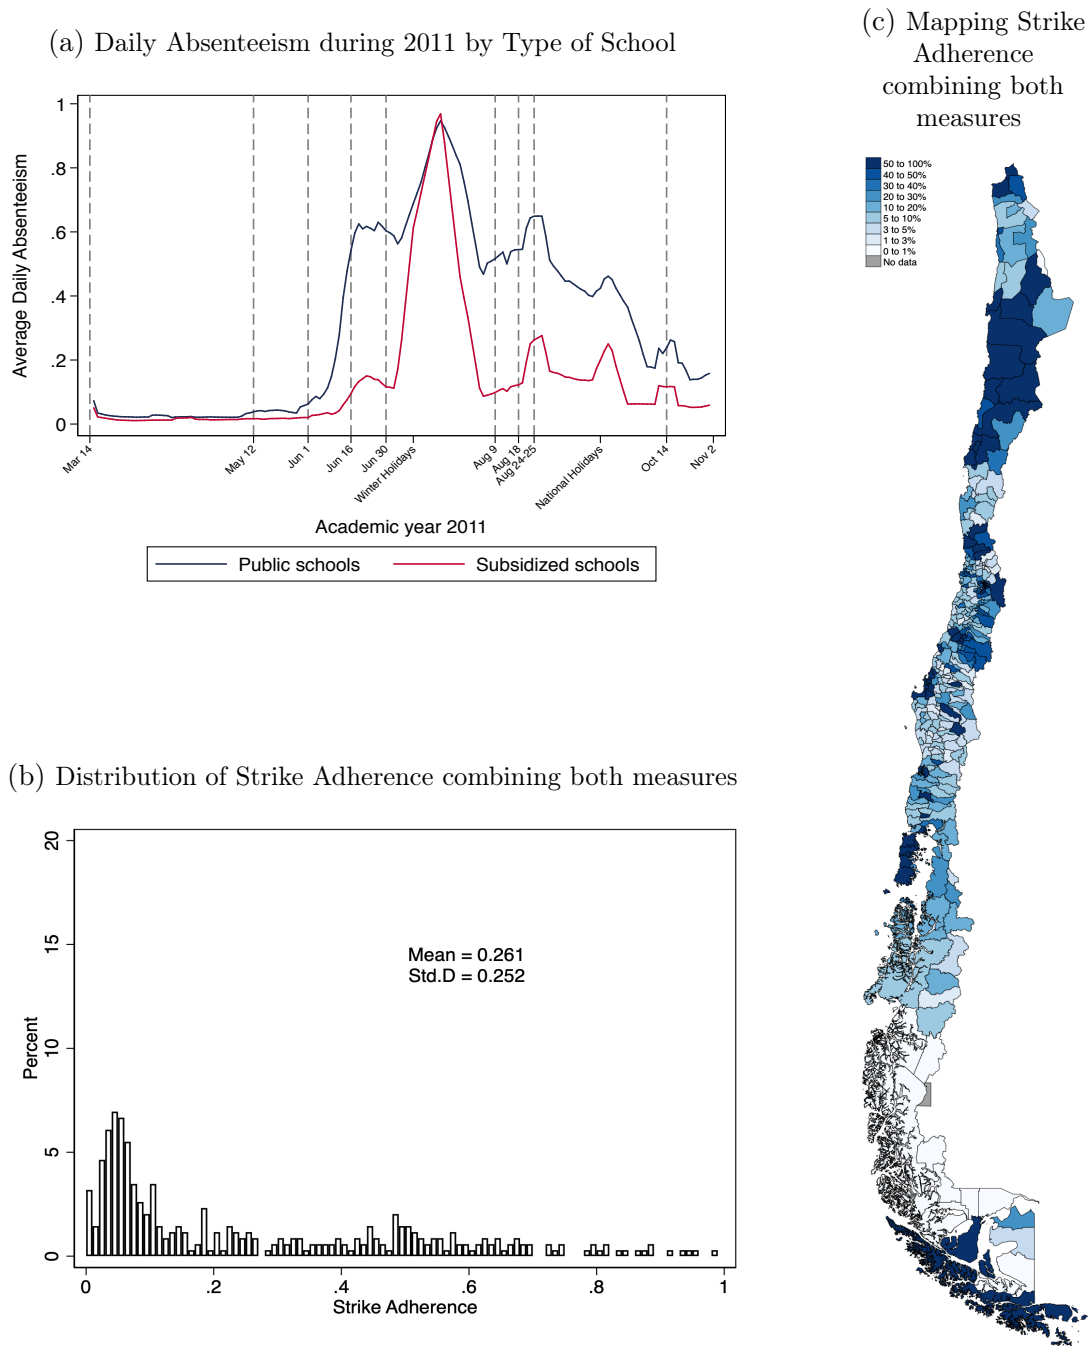 (a) Daily Absenteeism during 2011 by Type of School
1
.8
.6
.4
.2
0
Average Daily Absenteeism
Mar 14
May 12
Jun 1
Jun 16
Jun 30
Winter Holidays
Aug 9
Aug 18
Aug 24-25
National Holidays
Oct 14
Nov 2
Academic year 2011
Public schools
Subsidized schools
(b) Distribution of Strike Adherence combining both measures
20
15
10
5
0
Percent
Mean = 0.261
Std.D = 0.252
0
.2
.4
.6
.8
1
Strike Adherence
(c) Mapping Strike
Adherence
combining both
measures
50 to 100%
40 to 50%
30 to 40%
20 to 30%
10 to 20%
5 to 10%
3 to 5%
1 to 3%
0 to 1%
No data